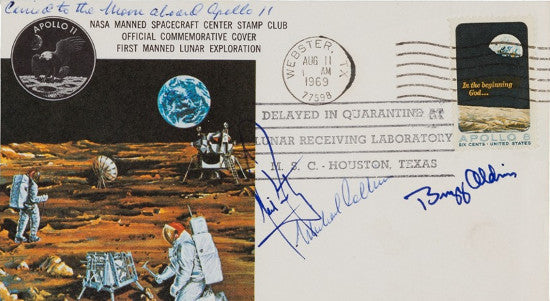 Carried to the Moon aboard Apollo 11
APOLLO 11
NASA MANNED SPACECRAFT CENTER STAMP CLUB
OFFICIAL COMMEMORATIVE COVER
FIRST MANNED LUNAR EXPLORATION
WEBSTER, TX
AUG 11
1 AM
1969
77598
In the beginning
God...
APOLLO 8
SIX CENTS · UNITED STATES
DELAYED IN QUARANTINE AT
LUNAR RECEIVING LABORATORY
M. S. C. - HOUSTON, TEXAS
Michael Collins
Buzz Aldrin